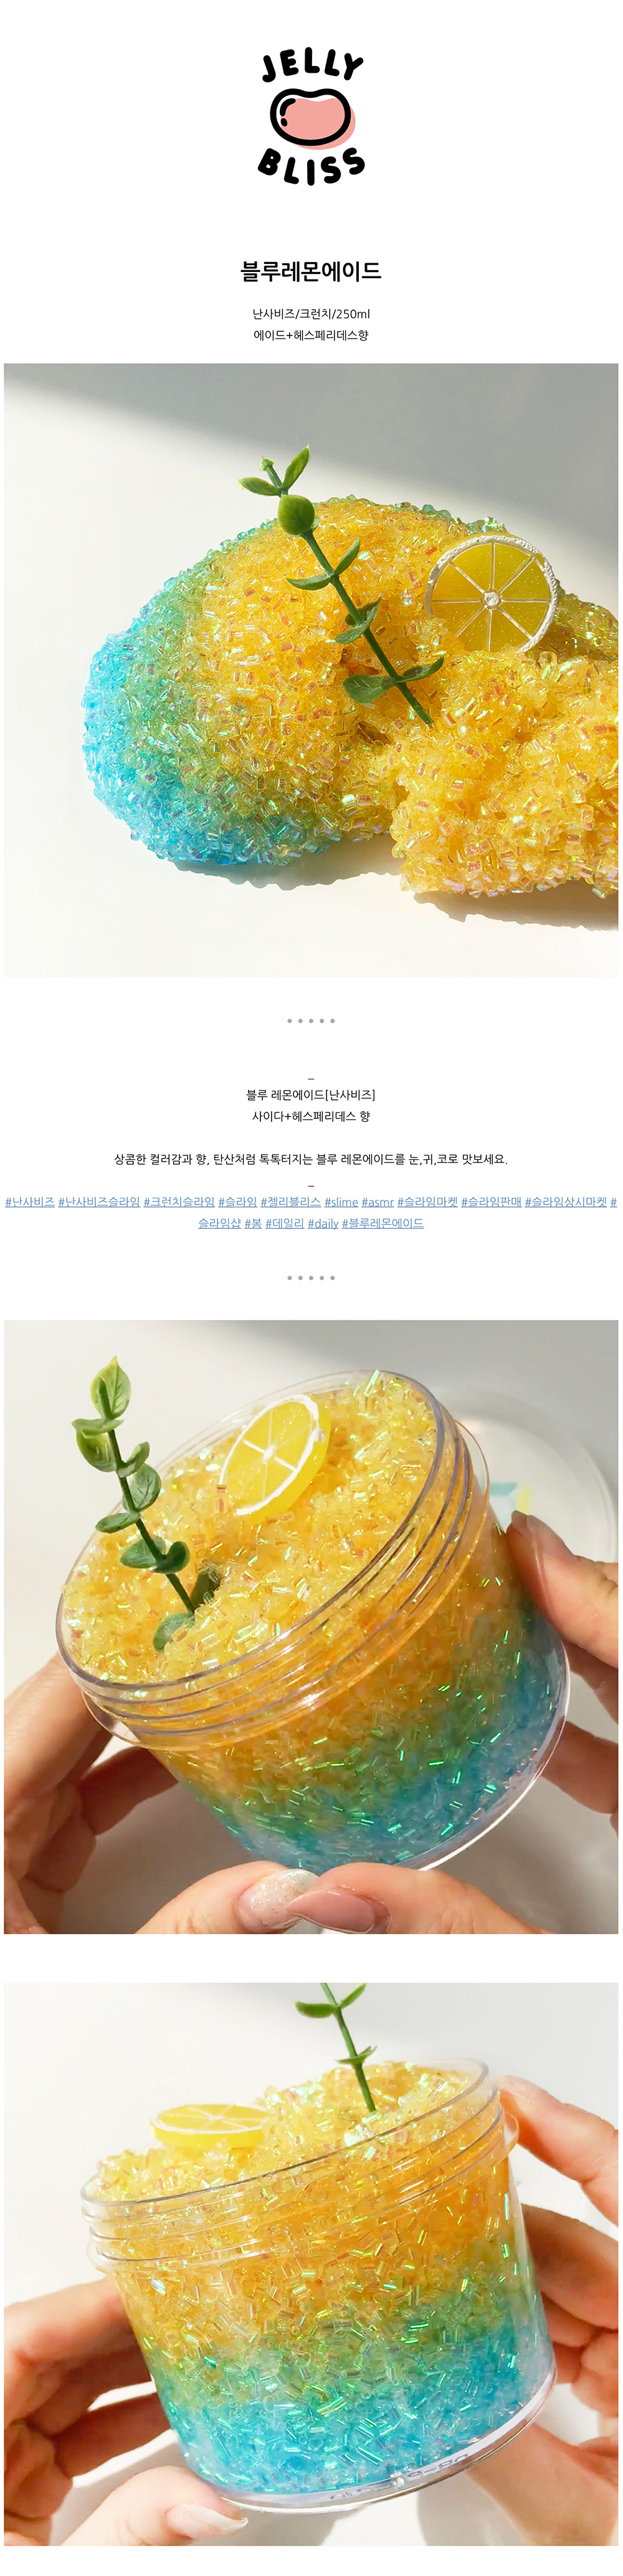 JELLY
BLISS
블루레몬에이드
난사비즈/크런치/250ml
에이드+헤스페리데스향
블루 레몬에이드[난사비즈]
사이다+헤스페리데스 향
상콤한 컬러감과 향, 탄산처럼 톡톡터지는 블루 레몬에이드를 눈,귀,코로 맛보세요.
#난사비즈 #난사비즈슬라임 #크런치슬라임 #슬라임 #젤리블리스 #slime #asmr #슬라임마켓 #슬라임판매 #슬라임상시마켓 #
슬라임샵 #봄 #데일리 #daily #블루레몬에이드